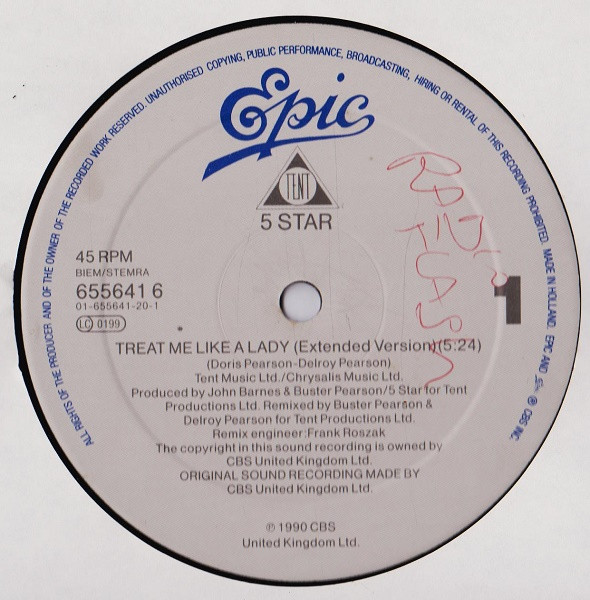 ALL RIGHTS OF THE PRODUCER AND OF THE OWNER OF THE RECORDED WORK RESERVED. UNAUTHORISED COPYING, PUBLIC PERFORMANCE, BROADCASTING, HIRING OR RENTAL OF THIS RECORDING PROHIBITED. MADE IN HOLLAND. EPIC AND ® CBS INC.
Epic
TENT
5 STAR
RADIO
FLASH
45 RPM
BIEM/STEMRA
655641 6
01-655641-20-1
LC 0199
1
TREAT ME LIKE A LADY (Extended Version)(5:24)
(Doris Pearson-Delroy Pearson)
Tent Music Ltd./Chrysalis Music Ltd.
Produced by John Barnes & Buster Pearson/5 Star for Tent
Productions Ltd. Remixed by Buster Pearson &
Delroy Pearson for Tent Productions Ltd.
Remix engineer:Frank Roszak
The copyright in this sound recording is owned by
CBS United Kingdom Ltd.
ORIGINAL SOUND RECORDING MADE BY
CBS United Kingdom Ltd.
℗ 1990 CBS
United Kingdom Ltd.